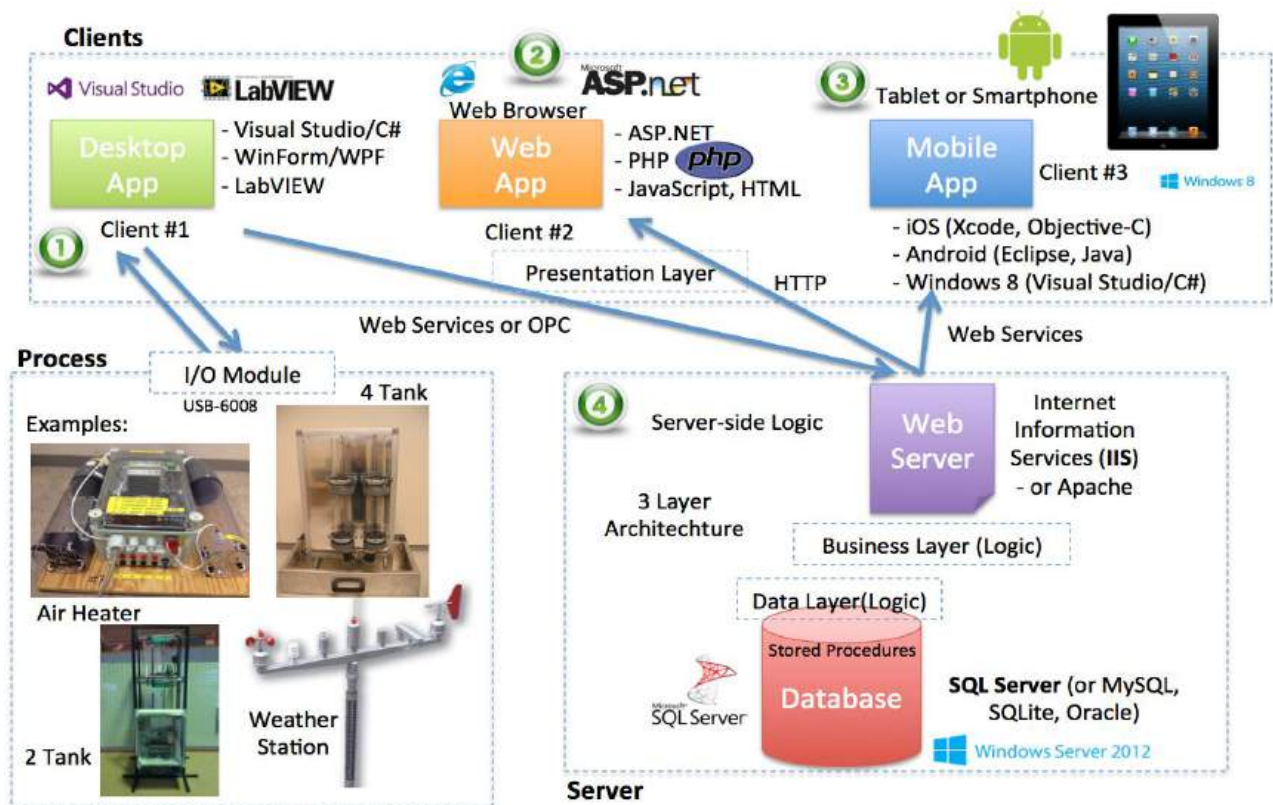 Clients
2
Visual Studio
LabVIEW
Microsoft
ASP.net
3
Tablet or Smartphone
Web Browser
Desktop
App
- Visual Studio/C#
- WinForm/WPF
- LabVIEW
Web
App
- ASP.NET
- PHP php
- JavaScript, HTML
Mobile
App
Client #3
Windows 8
1
Client #1
Client #2
- iOS (Xcode, Objective-C)
- Android (Eclipse, Java)
- Windows 8 (Visual Studio/C#)
Presentation Layer
HTTP
Web Services or OPC
Web Services
Process
I/O Module
USB-6008
4 Tank
Examples:
Air Heater
2 Tank
Weather
Station
4
Server-side Logic
Web
Server
Internet
Information
Services (IIS)
- or Apache
3 Layer
Architechture
Business Layer (Logic)
Data Layer(Logic)
Stored Procedures
Database
Microsoft
SQL Server
SQL Server (or MySQL,
SQLite, Oracle)
Windows Server 2012
Server